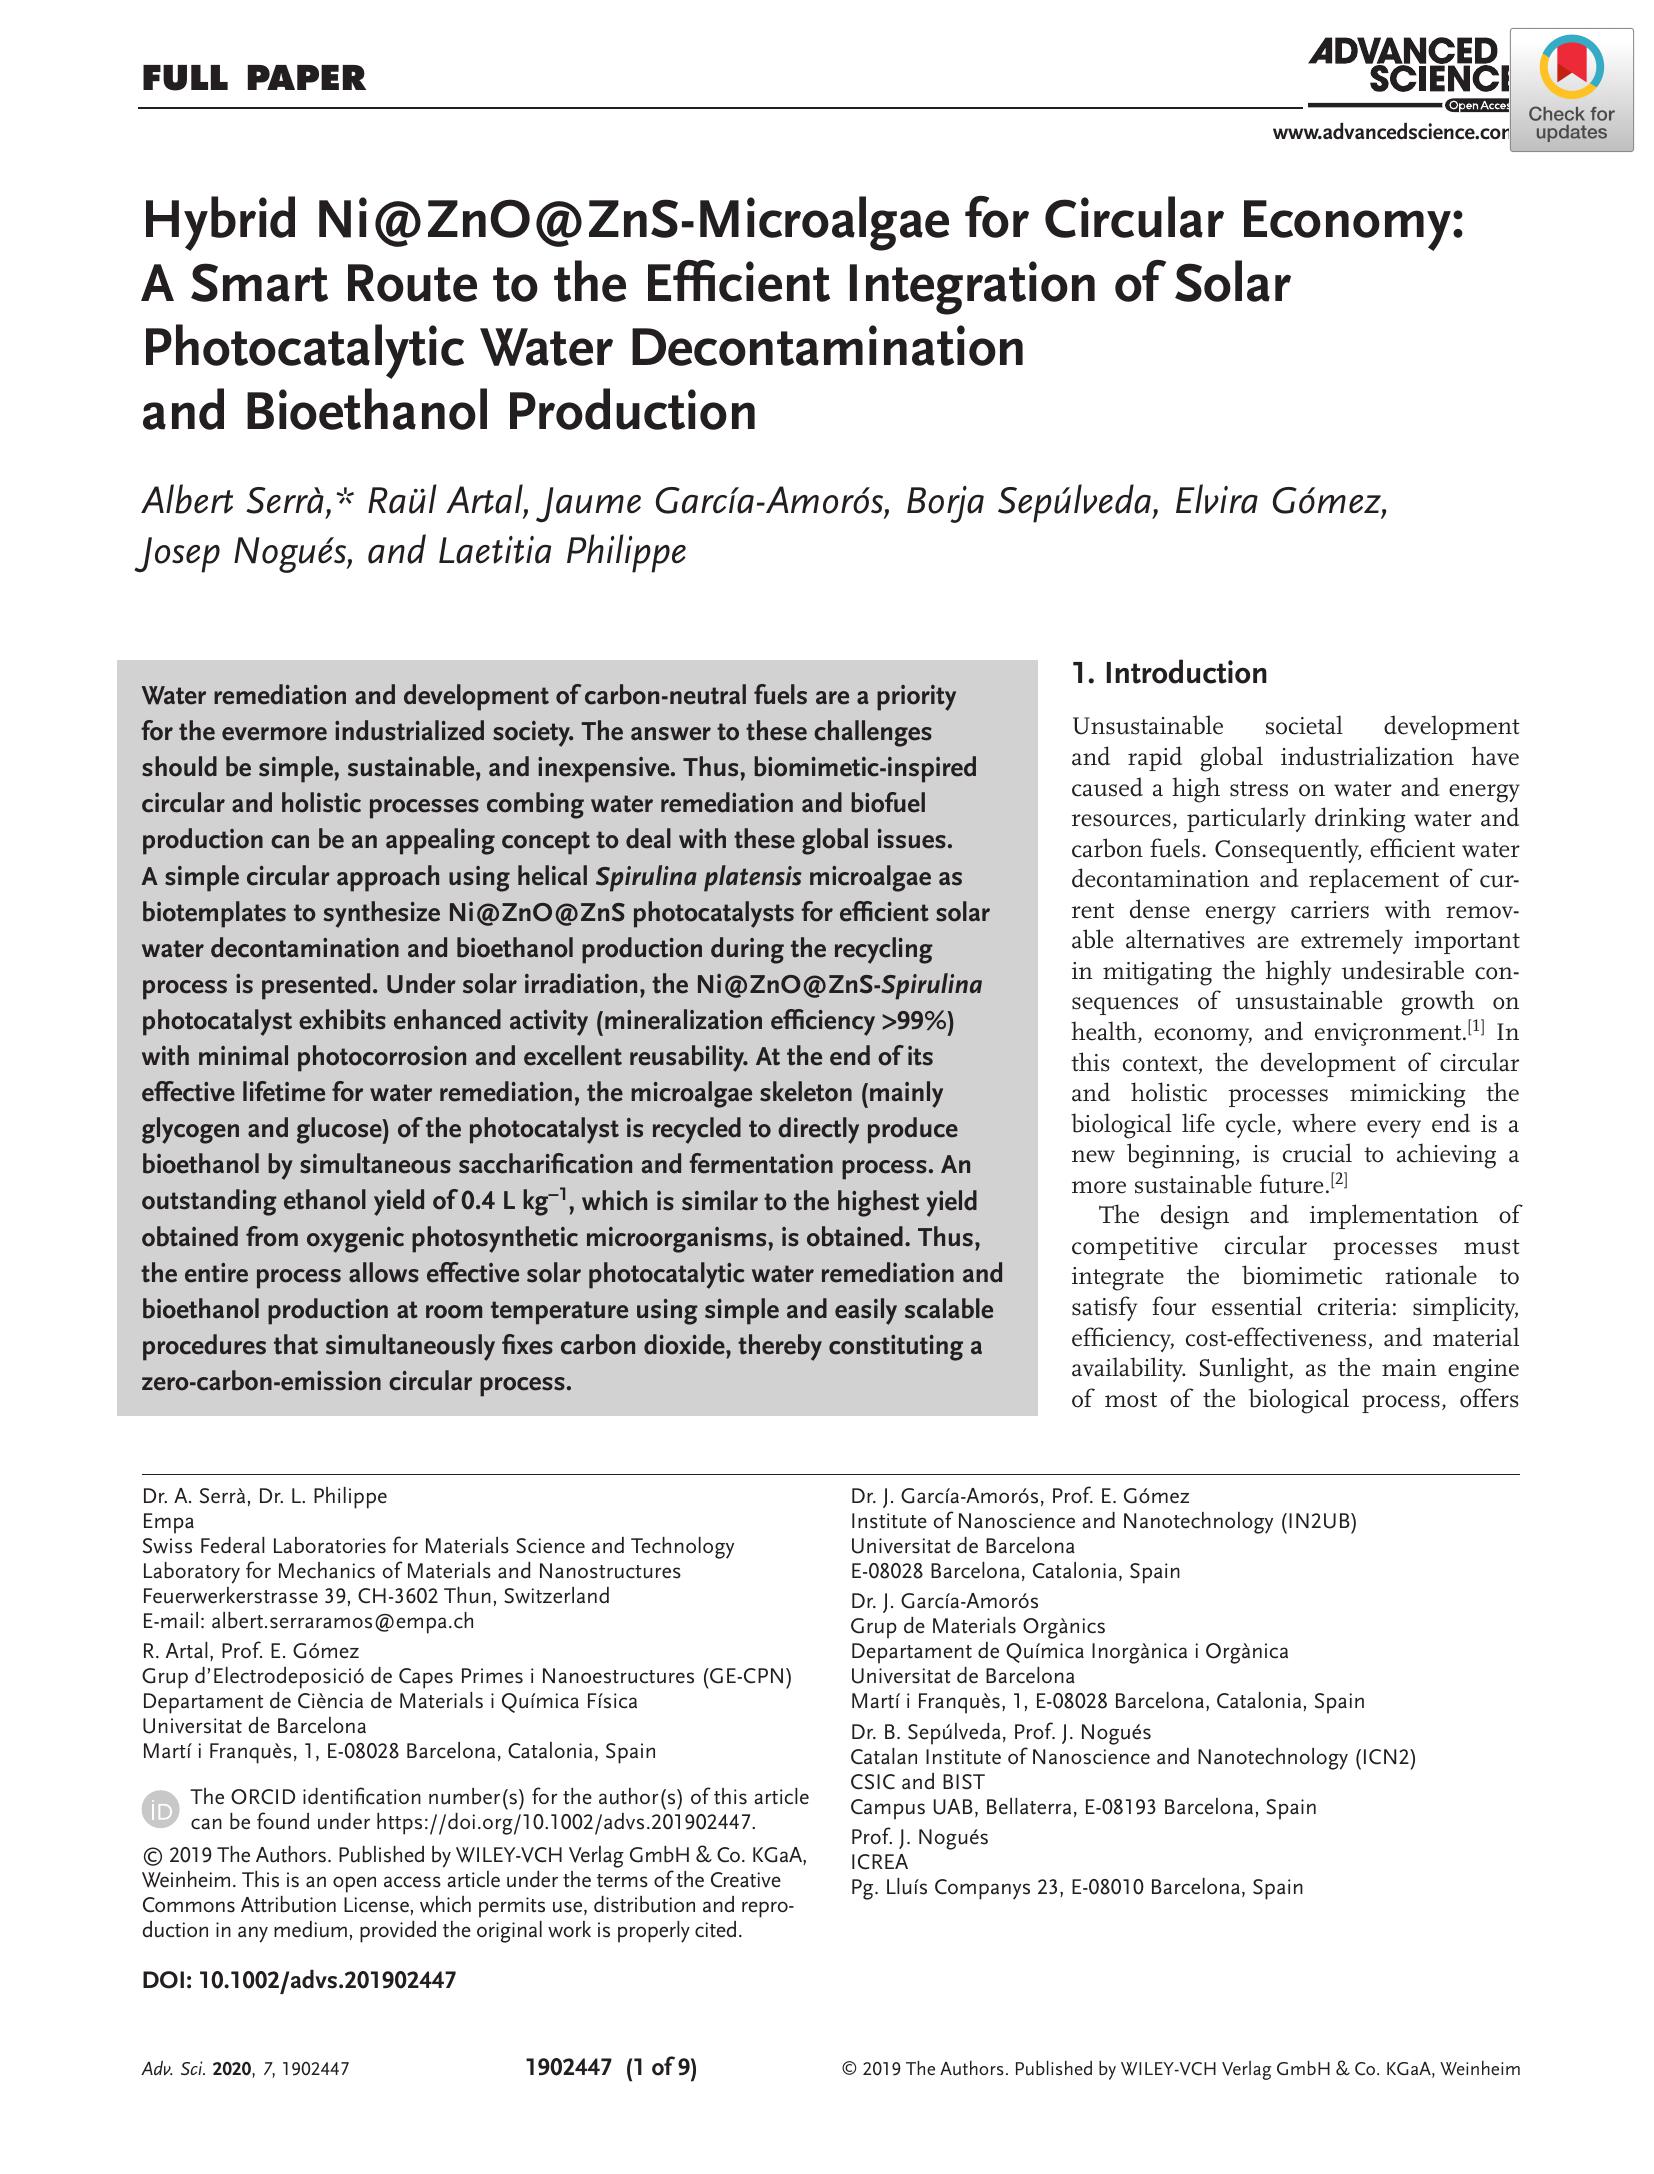 FULL PAPER
ADVANCED
SCIENCE
Open Acces
www.advancedscience.com
Check for
updates
Hybrid Ni@ZnO@ZnS-Microalgae for Circular Economy:
A Smart Route to the Efficient Integration of Solar
Photocatalytic Water Decontamination
and Bioethanol Production
Albert Serrà,* Raül Artal, Jaume García-Amorós, Borja Sepúlveda, Elvira Gómez,
Josep Nogués, and Laetitia Philippe
Water remediation and development of carbon-neutral fuels are a priority
for the evermore industrialized society. The answer to these challenges
should be simple, sustainable, and inexpensive. Thus, biomimetic-inspired
circular and holistic processes combing water remediation and biofuel
production can be an appealing concept to deal with these global issues.
A simple circular approach using helical Spirulina platensis microalgae as
biotemplates to synthesize Ni@ZnO@ZnS photocatalysts for efficient solar
water decontamination and bioethanol production during the recycling
process is presented. Under solar irradiation, the Ni@ZnO@ZnS-Spirulina
photocatalyst exhibits enhanced activity (mineralization efficiency >99%)
with minimal photocorrosion and excellent reusability. At the end of its
effective lifetime for water remediation, the microalgae skeleton (mainly
glycogen and glucose) of the photocatalyst is recycled to directly produce
bioethanol by simultaneous saccharification and fermentation process. An
outstanding ethanol yield of 0.4 L kg⁻¹, which is similar to the highest yield
obtained from oxygenic photosynthetic microorganisms, is obtained. Thus,
the entire process allows effective solar photocatalytic water remediation and
bioethanol production at room temperature using simple and easily scalable
procedures that simultaneously fixes carbon dioxide, thereby constituting a
zero-carbon-emission circular process.
1. Introduction
Unsustainable societal development
and rapid global industrialization have
caused a high stress on water and energy
resources, particularly drinking water and
carbon fuels. Consequently, efficient water
decontamination and replacement of cur-
rent dense energy carriers with remov-
able alternatives are extremely important
in mitigating the highly undesirable con-
sequences of unsustainable growth on
health, economy, and enviçronment.[1] In
this context, the development of circular
and holistic processes mimicking the
biological life cycle, where every end is a
new beginning, is crucial to achieving a
more sustainable future.[2]
The design and implementation of
competitive circular processes must
integrate the biomimetic rationale to
satisfy four essential criteria: simplicity,
efficiency, cost-effectiveness, and material
availability. Sunlight, as the main engine
of most of the biological process, offers
Dr. A. Serrà, Dr. L. Philippe
Empa
Swiss Federal Laboratories for Materials Science and Technology
Laboratory for Mechanics of Materials and Nanostructures
Feuerwerkerstrasse 39, CH-3602 Thun, Switzerland
E-mail: albert.serraramos@empa.ch
R. Artal, Prof. E. Gómez
Grup d'Electrodeposició de Capes Primes i Nanoestructures (GE-CPN)
Departament de Ciència de Materials i Química Física
Universitat de Barcelona
Martí i Franquès, 1, E-08028 Barcelona, Catalonia, Spain
iD The ORCID identification number(s) for the author(s) of this article
can be found under https://doi.org/10.1002/advs.201902447.
© 2019 The Authors. Published by WILEY-VCH Verlag GmbH & Co. KGaA,
Weinheim. This is an open access article under the terms of the Creative
Commons Attribution License, which permits use, distribution and repro-
duction in any medium, provided the original work is properly cited.
DOI: 10.1002/advs.201902447
Dr. J. García-Amorós, Prof. E. Gómez
Institute of Nanoscience and Nanotechnology (IN2UB)
Universitat de Barcelona
E-08028 Barcelona, Catalonia, Spain
Dr. J. García-Amorós
Grup de Materials Orgànics
Departament de Química Inorgànica i Orgànica
Universitat de Barcelona
Martí i Franquès, 1, E-08028 Barcelona, Catalonia, Spain
Dr. B. Sepúlveda, Prof. J. Nogués
Catalan Institute of Nanoscience and Nanotechnology (ICN2)
CSIC and BIST
Campus UAB, Bellaterra, E-08193 Barcelona, Spain
Prof. J. Nogués
ICREA
Pg. Lluís Companys 23, E-08010 Barcelona, Spain
Adv. Sci. 2020, 7, 1902447
1902447 (1 of 9)
© 2019 The Authors. Published by WILEY-VCH Verlag GmbH & Co. KGaA, Weinheim